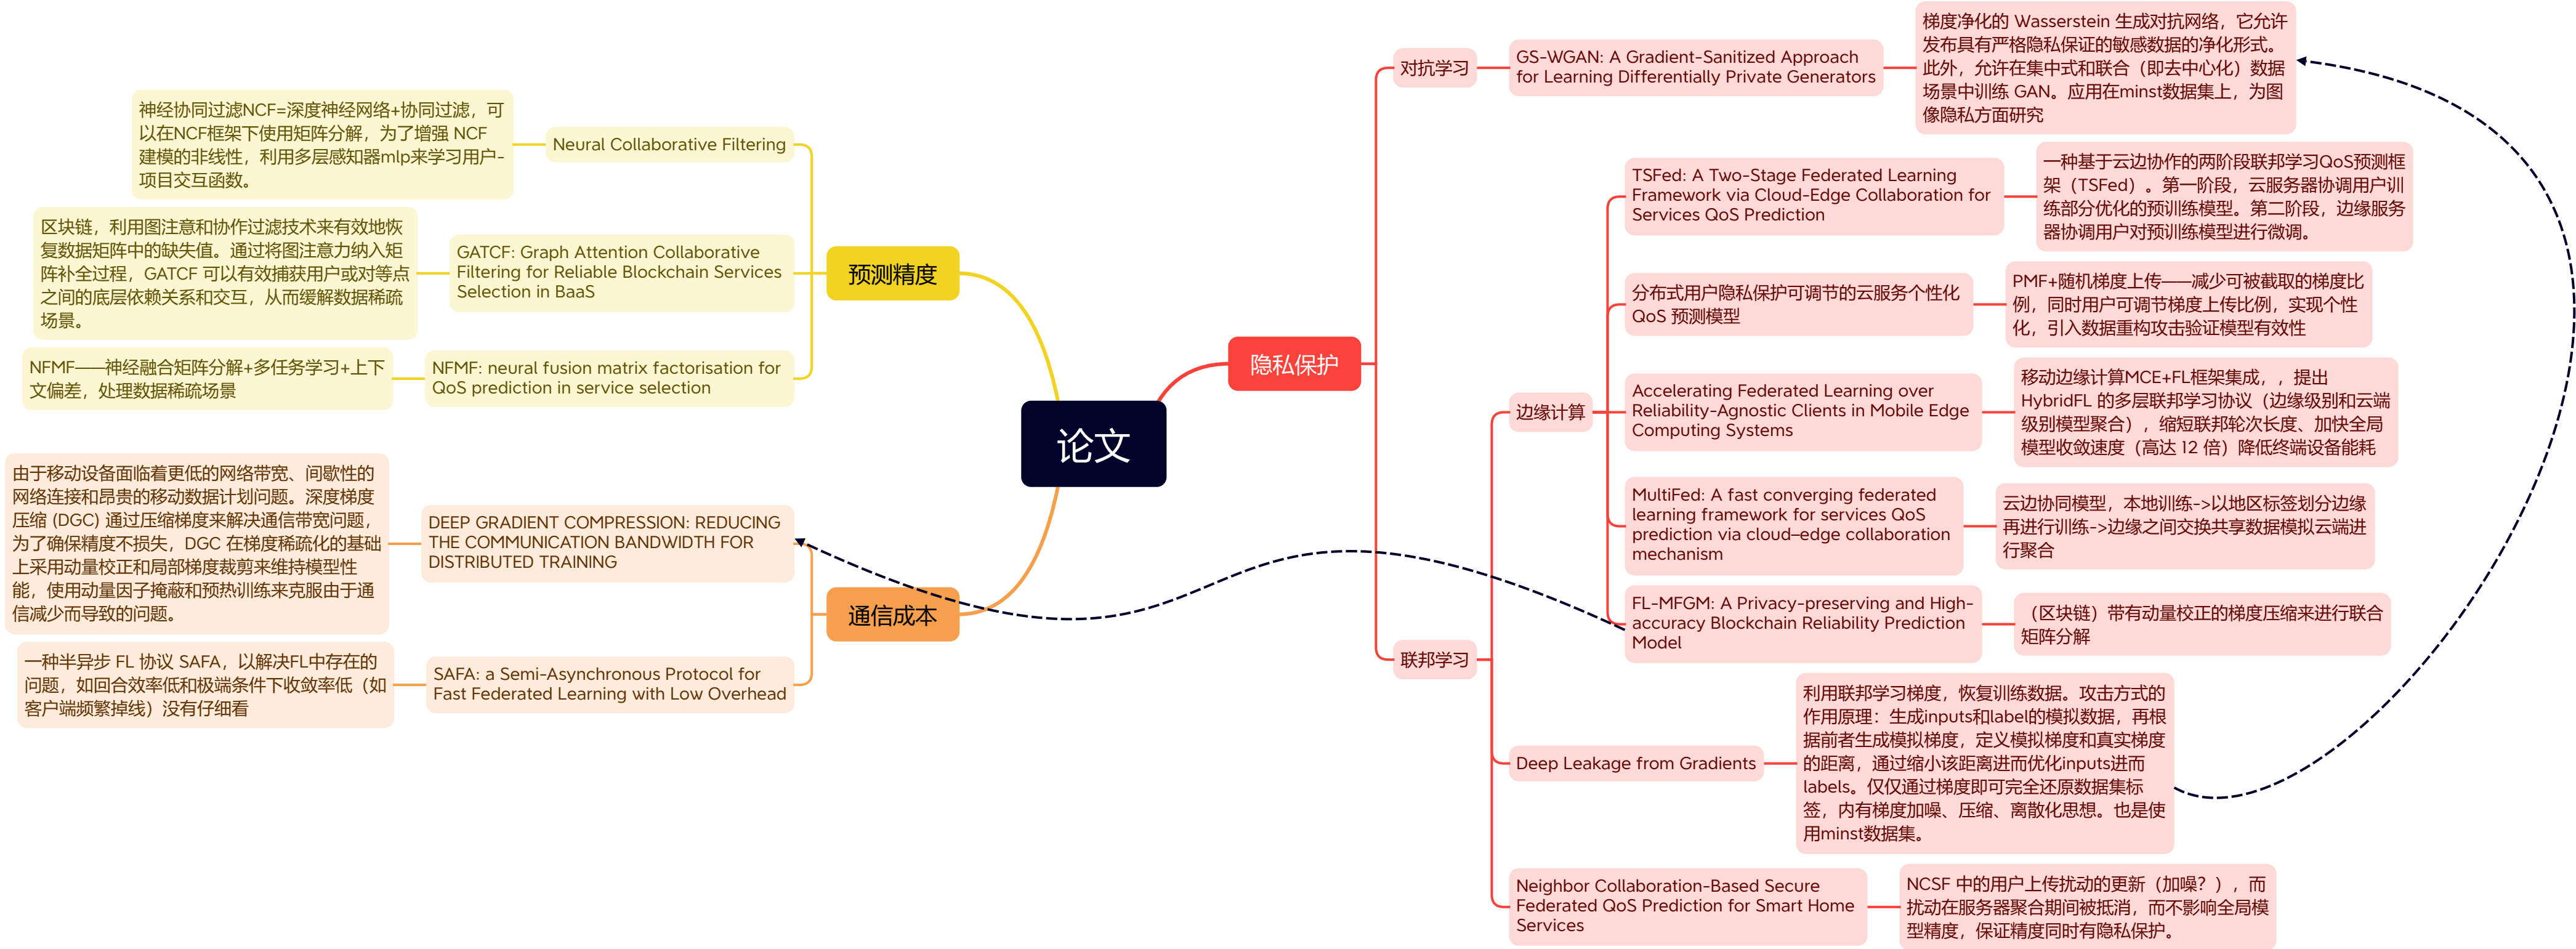 论文
预测精度
Neural Collaborative Filtering
神经协同过滤NCF=深度神经网络+协同过滤，可
以在NCF框架下使用矩阵分解，为了增强 NCF
建模的非线性，利用多层感知器mlp来学习用户-
项目交互函数。
GATCF: Graph Attention Collaborative
Filtering for Reliable Blockchain Services
Selection in BaaS
区块链，利用图注意和协作过滤技术来有效地恢
复数据矩阵中的缺失值。通过将图注意力纳入矩
阵补全过程，GATCF 可以有效捕获用户或对等点
之间的底层依赖关系和交互，从而缓解数据稀疏
场景。
NFMF: neural fusion matrix factorisation for
QoS prediction in service selection
NFMF——神经融合矩阵分解+多任务学习+上下
文偏差，处理数据稀疏场景
通信成本
DEEP GRADIENT COMPRESSION: REDUCING
THE COMMUNICATION BANDWIDTH FOR
DISTRIBUTED TRAINING
由于移动设备面临着更低的网络带宽、间歇性的
网络连接和昂贵的移动数据计划问题。深度梯度
压缩 (DGC) 通过压缩梯度来解决通信带宽问题，
为了确保精度不损失，DGC 在梯度稀疏化的基础
上采用动量校正和局部梯度裁剪来维持模型性
能，使用动量因子掩蔽和预热训练来克服由于通
信减少而导致的问题。
SAFA: a Semi-Asynchronous Protocol for
Fast Federated Learning with Low Overhead
一种半异步 FL 协议 SAFA，以解决FL中存在的
问题，如回合效率低和极端条件下收敛率低（如
客户端频繁掉线）没有仔细看
隐私保护
对抗学习
GS-WGAN: A Gradient-Sanitized Approach
for Learning Differentially Private Generators
梯度净化的 Wasserstein 生成对抗网络，它允许
发布具有严格隐私保证的敏感数据的净化形式。
此外，允许在集中式和联合（即去中心化）数据
场景中训练 GAN。应用在minst数据集上，为图
像隐私方面研究
联邦学习
边缘计算
TSFed: A Two-Stage Federated Learning
Framework via Cloud-Edge Collaboration for
Services QoS Prediction
一种基于云边协作的两阶段联邦学习QoS预测框
架（TSFed）。第一阶段，云服务器协调用户训
练部分优化的预训练模型。第二阶段，边缘服务
器协调用户对预训练模型进行微调。
分布式用户隐私保护可调节的云服务个性化
QoS 预测模型
PMF+随机梯度上传——减少可被截取的梯度比
例，同时用户可调节梯度上传比例，实现个性
化，引入数据重构攻击验证模型有效性
Accelerating Federated Learning over
Reliability-Agnostic Clients in Mobile Edge
Computing Systems
移动边缘计算MCE+FL框架集成，，提出
HybridFL 的多层联邦学习协议（边缘级别和云端
级别模型聚合），缩短联邦轮次长度、加快全局
模型收敛速度（高达 12 倍）降低终端设备能耗
MultiFed: A fast converging federated
learning framework for services QoS
prediction via cloud–edge collaboration
mechanism
云边协同模型，本地训练->以地区标签划分边缘
再进行训练->边缘之间交换共享数据模拟云端进
行聚合
FL-MFGM: A Privacy-preserving and High-
accuracy Blockchain Reliability Prediction
Model
（区块链）带有动量校正的梯度压缩来进行联合
矩阵分解
Deep Leakage from Gradients
利用联邦学习梯度，恢复训练数据。攻击方式的
作用原理：生成inputs和label的模拟数据，再根
据前者生成模拟梯度，定义模拟梯度和真实梯度
的距离，通过缩小该距离进而优化inputs进而
labels。仅仅通过梯度即可完全还原数据集标
签，内有梯度加噪、压缩、离散化思想。也是使
用minst数据集。
Neighbor Collaboration-Based Secure
Federated QoS Prediction for Smart Home
Services
NCSF 中的用户上传扰动的更新（加噪？），而
扰动在服务器聚合期间被抵消，而不影响全局模
型精度，保证精度同时有隐私保护。